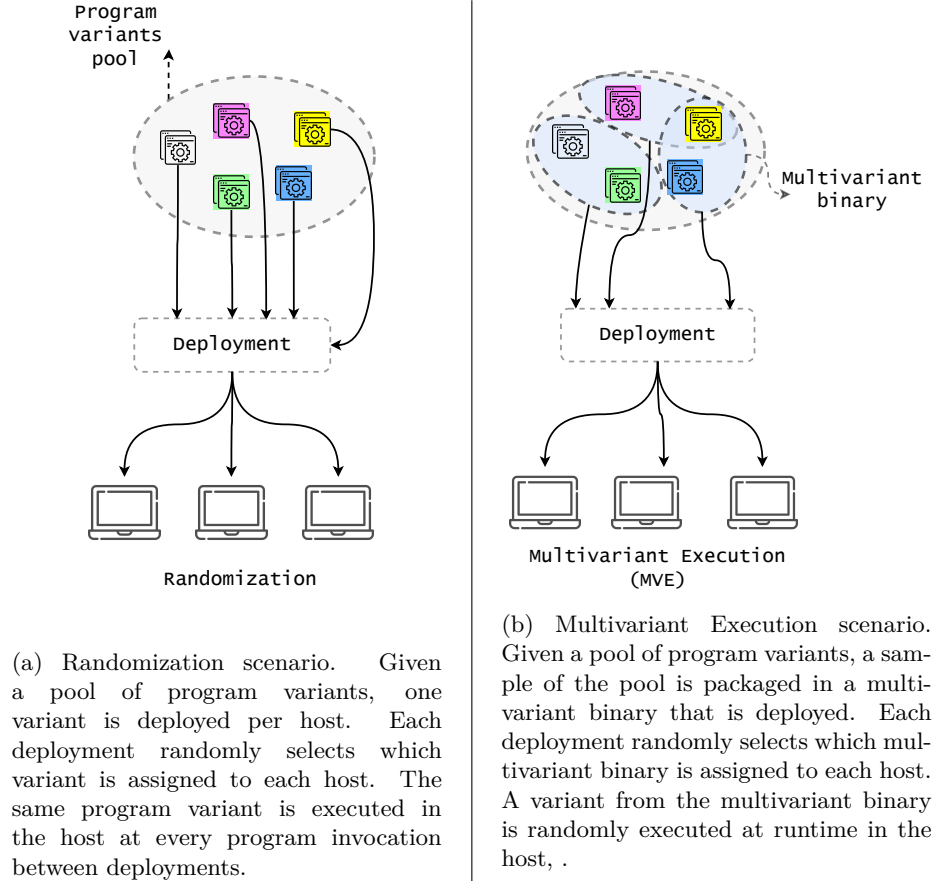 Program
variants
pool
Deployment
Randomization
(a) Randomization scenario. Given
a pool of program variants, one
variant is deployed per host. Each
deployment randomly selects which
variant is assigned to each host. The
same program variant is executed in
the host at every program invocation
between deployments.
Multivariant
binary
Deployment
Multivariant Execution
(MVE)
(b) Multivariant Execution scenario.
Given a pool of program variants, a sam-
ple of the pool is packaged in a multi-
variant binary that is deployed. Each
deployment randomly selects which mul-
tivariant binary is assigned to each host.
A variant from the multivariant binary
is randomly executed at runtime in the
host, .